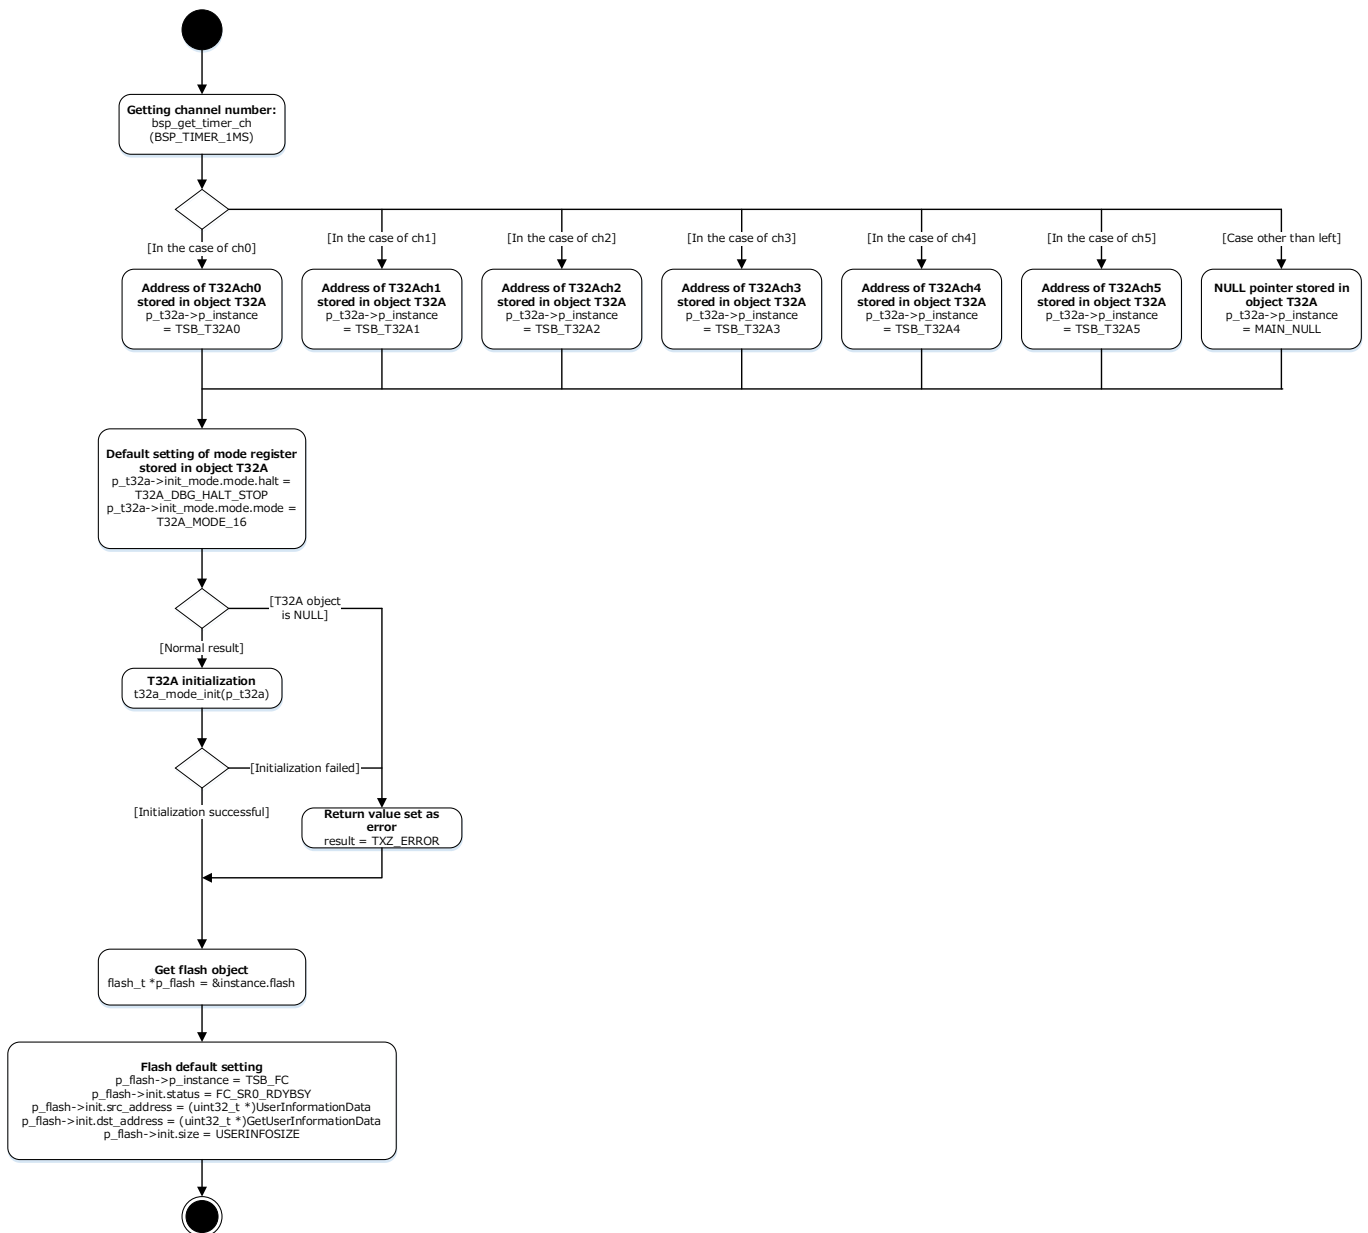 Getting channel number:
bsp_get_timer_ch
(BSP_TIMER_1MS)
[In the case of ch0]
[In the case of ch1]
[In the case of ch2]
[In the case of ch3]
[In the case of ch4]
[In the case of ch5]
[Case other than left]
Address of T32Ach0
stored in object T32A
p_t32a->p_instance
= TSB_T32A0
Address of T32Ach1
stored in object T32A
p_t32a->p_instance
= TSB_T32A1
Address of T32Ach2
stored in object T32A
p_t32a->p_instance
= TSB_T32A2
Address of T32Ach3
stored in object T32A
p_t32a->p_instance
= TSB_T32A3
Address of T32Ach4
stored in object T32A
p_t32a->p_instance
= TSB_T32A4
Address of T32Ach5
stored in object T32A
p_t32a->p_instance
= TSB_T32A5
NULL pointer stored in
object T32A
p_t32a->p_instance
= MAIN_NULL
Default setting of mode register
stored in object T32A
p_t32a->init_mode.mode.halt =
T32A_DBG_HALT_STOP
p_t32a->init_mode.mode.mode =
T32A_MODE_16
[T32A object
is NULL]
[Normal result]
T32A initialization
t32a_mode_init(p_t32a)
[Initialization failed]
[Initialization successful]
Return value set as
error
result = TXZ_ERROR
Get flash object
flash_t *p_flash = &instance.flash
Flash default setting
p_flash->p_instance = TSB_FC
p_flash->init.status = FC_SR0_RDYBSY
p_flash->init.src_address = (uint32_t *)UserInformationData
p_flash->init.dst_address = (uint32_t *)GetUserInformationData
p_flash->init.size = USERINFOSIZE